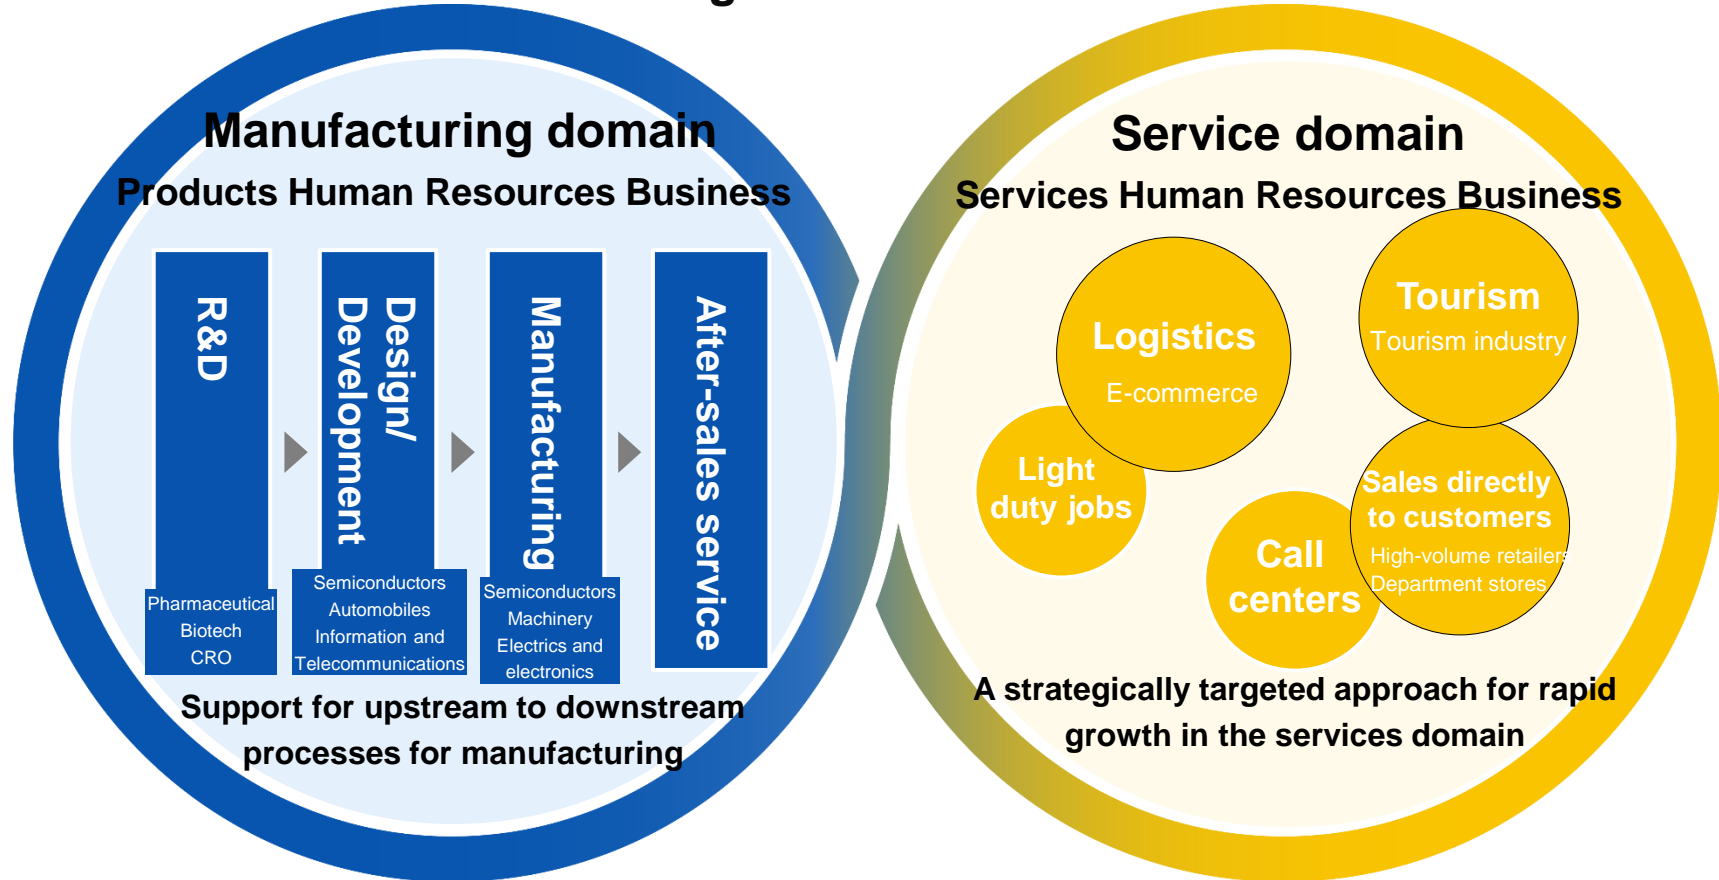 Manufacturing domain
Products Human Resources Business
R&D
Pharmaceutical
Biotech
CRO
Design/
Development
Semiconductors
Automobiles
Information and
Telecommunications
Manufacturing
Semiconductors
Machinery
Electrics and
electronics
After-sales service
Support for upstream to downstream
processes for manufacturing
Service domain
Services Human Resources Business
Logistics
E-commerce
Tourism
Tourism industry
Light
duty jobs
Call
centers
Sales directly
to customers
High-volume retailers
Department stores
A strategically targeted approach for rapid
growth in the services domain